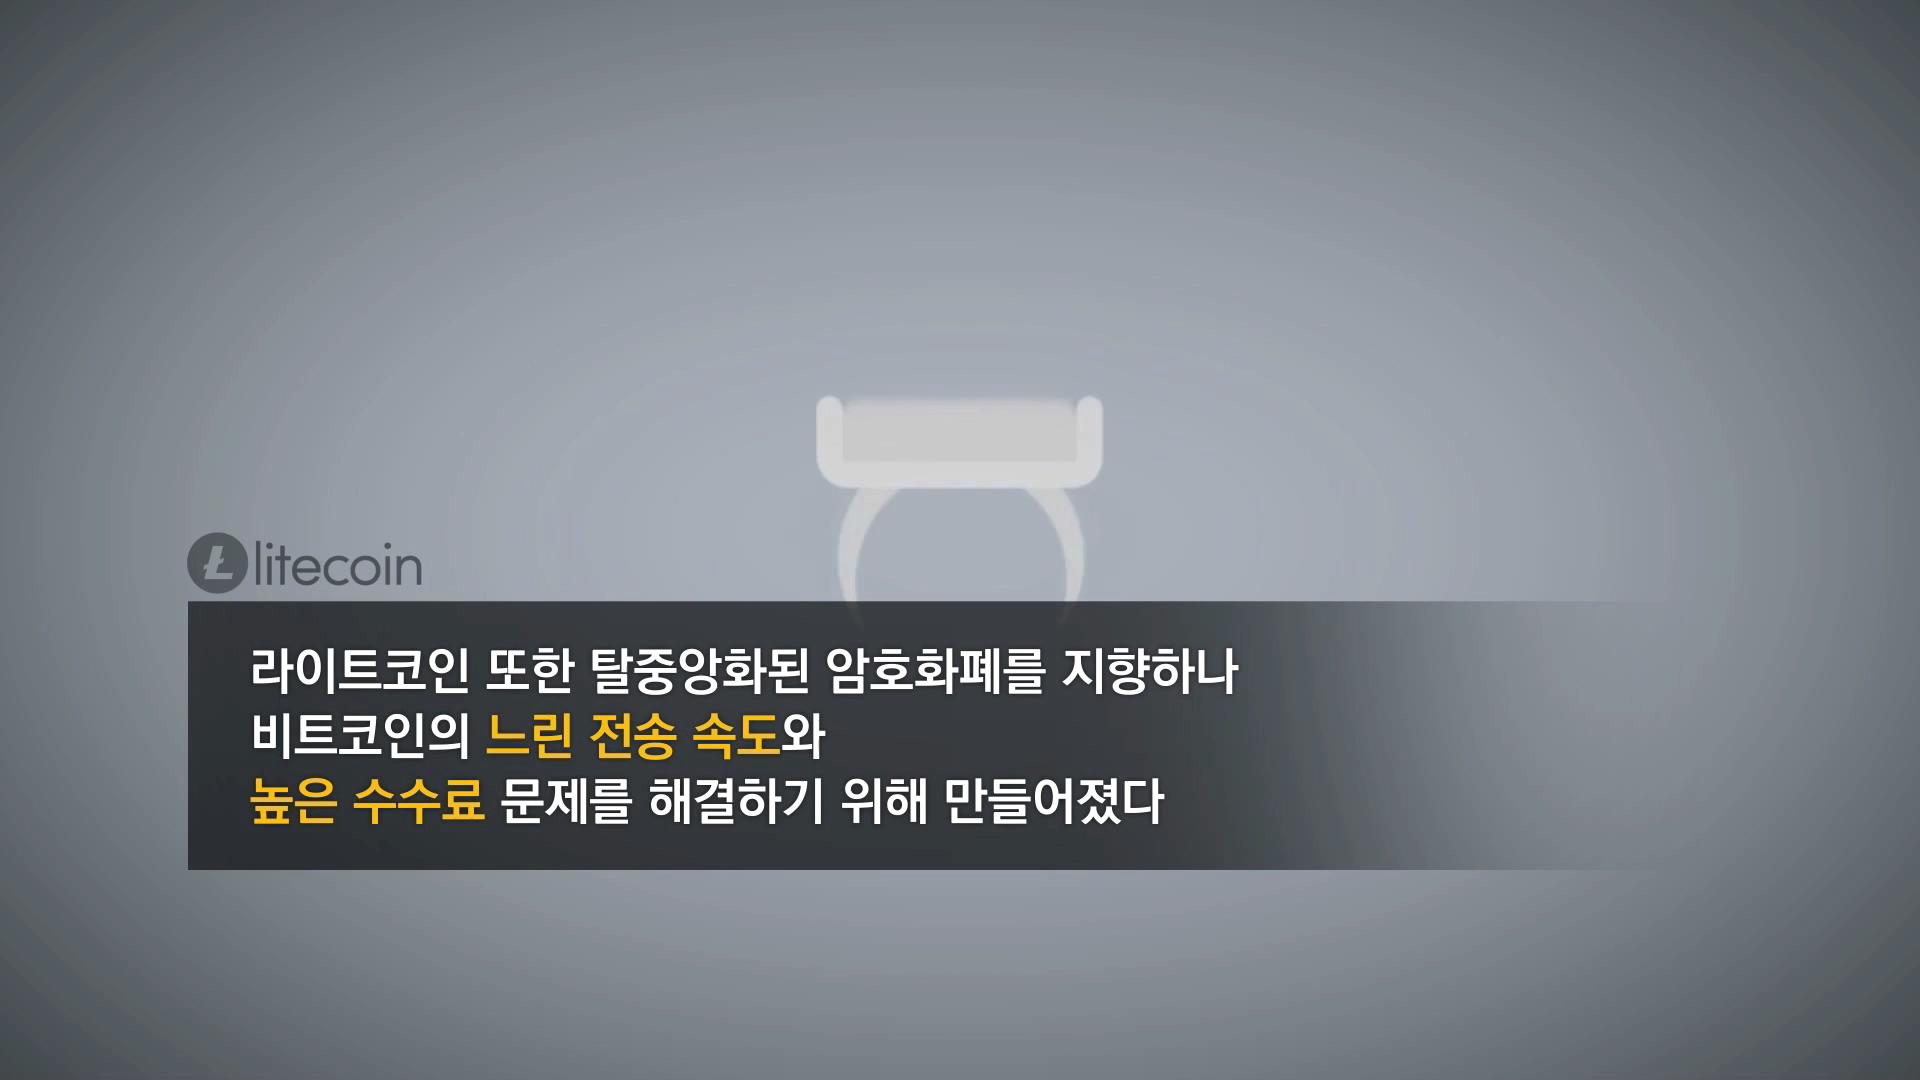 litecoin
라이트코인 또한 탈중앙화된 암호화폐를 지향하나
비트코인의 느린 전송 속도와
높은 수수료 문제를 해결하기 위해 만들어졌다